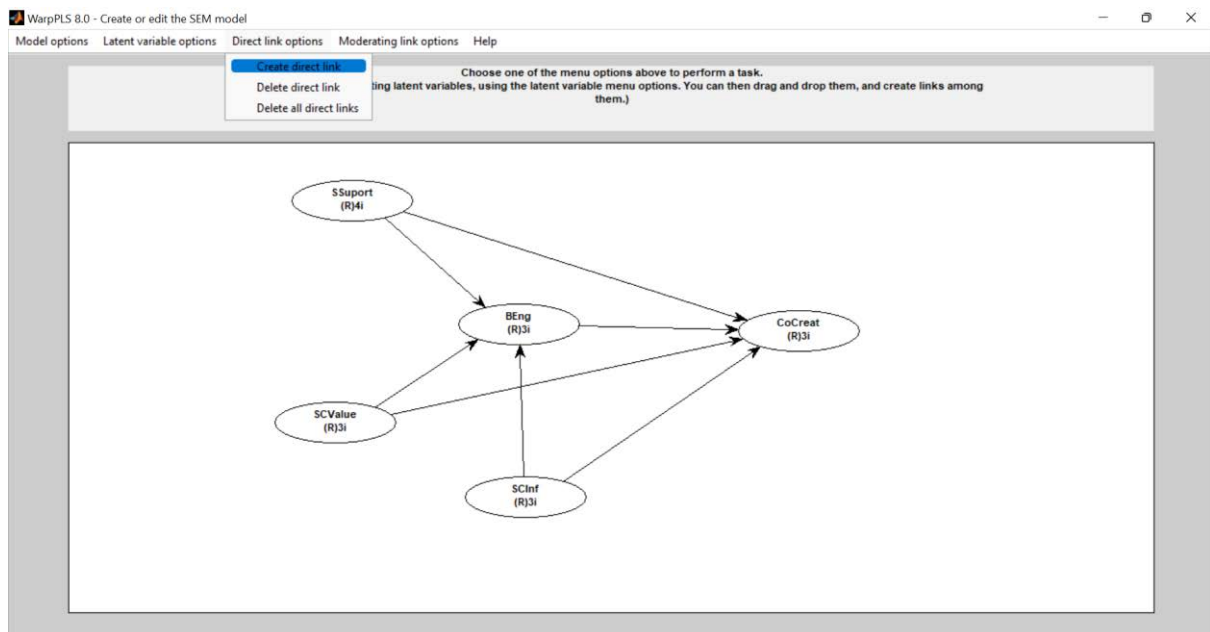 WarpPLS 8.0 - Create or edit the SEM model
Model options Latent variable options Direct link options Moderating link options Help
Create direct link
Delete direct link
Delete all direct links
Choose one of the menu options above to perform a task.
ting latent variables, using the latent variable menu options. You can then drag and drop them, and create links among
them.)
SSuport
(R)4i
BEng
(R)3i
CoCreat
(R)3i
SCValue
(R)3i
SCInf
(R)3i